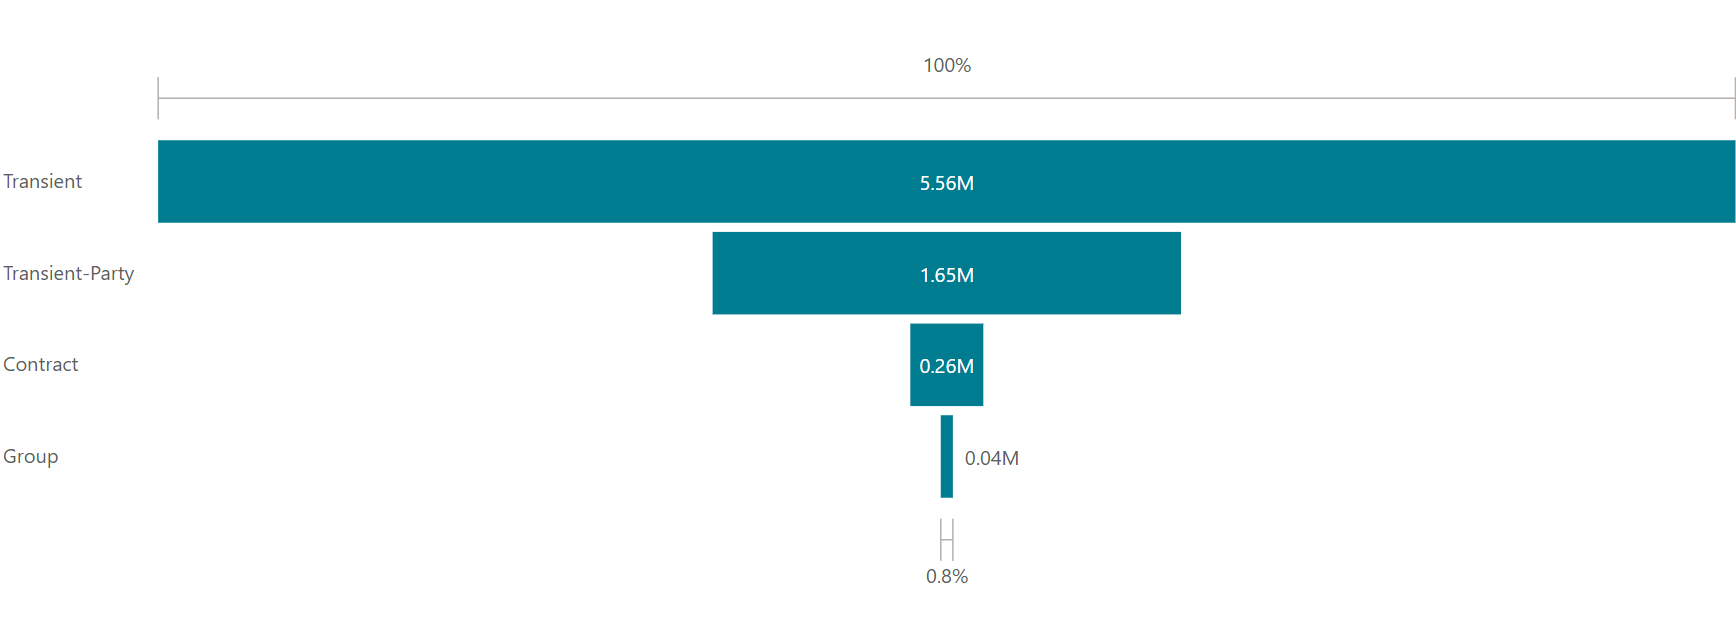 100%
Transient
5.56M
Transient-Party
1.65M
Contract
0.26M
Group
0.04M
0.8%